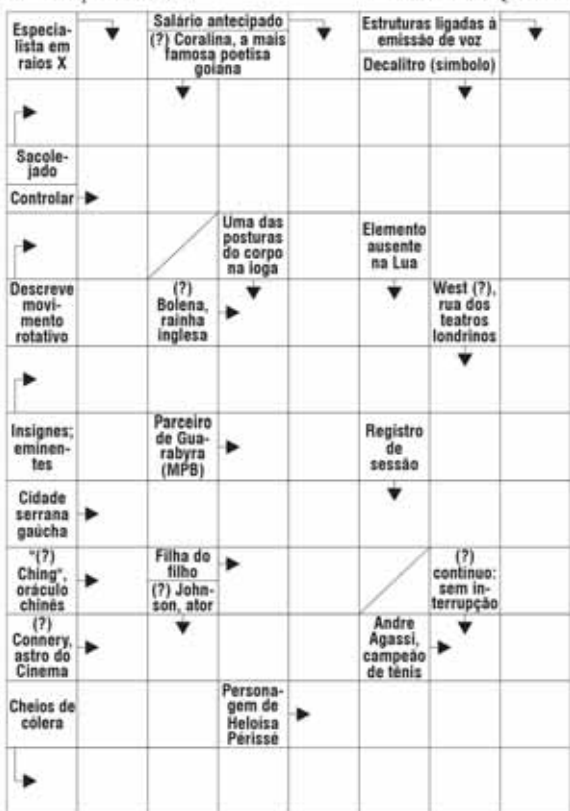 Especia-
lista em
raios X
Salário antecipado
(?) Coralina, a mais
famosa poetisa
goiana
Estruturas ligadas à
emissão de voz
Decalitro (símbolo)
Sacole-
jado
Controlar
Uma das
posturas
do corpo
na ioga
Elemento
ausente
na Lua
Descreve
movi-
mento
rotativo
(?)
Bolena,
rainha
inglesa
West (?),
rua dos
teatros
londrinos
Insignes;
eminen-
tes
Parceiro
de Gua-
rabyra
(MPB)
Registro
de
sessão
Cidade
serrana
gaúcha
"(?)
Ching",
oráculo
chinês
Filha do
filho
(?) John-
son, ator
(?)
contínuo:
sem in-
terrupção
(?)
Connery,
astro do
Cinema
Andre
Agassi,
campeão
de tênis
Cheios de
cólera
Persona-
gem de
Heloísa
Périssé